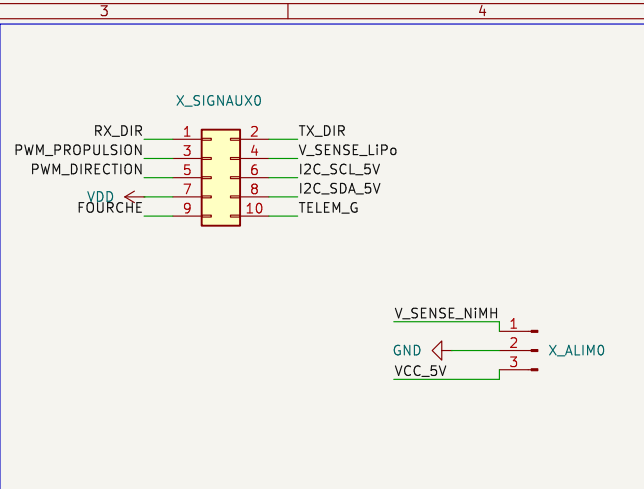 3 4
X_SIGNAUX0
RX_DIR 1 2 TX_DIR
PWM_PROPULSION 3 4 V_SENSE_LiPo
PWM_DIRECTION 5 6 I2C_SCL_5V
VDD 7 8 I2C_SDA_5V
FOURCHE 9 10 TELEM_G
V_SENSE_NiMH 1
GND 2 X_ALIM0
VCC_5V 3